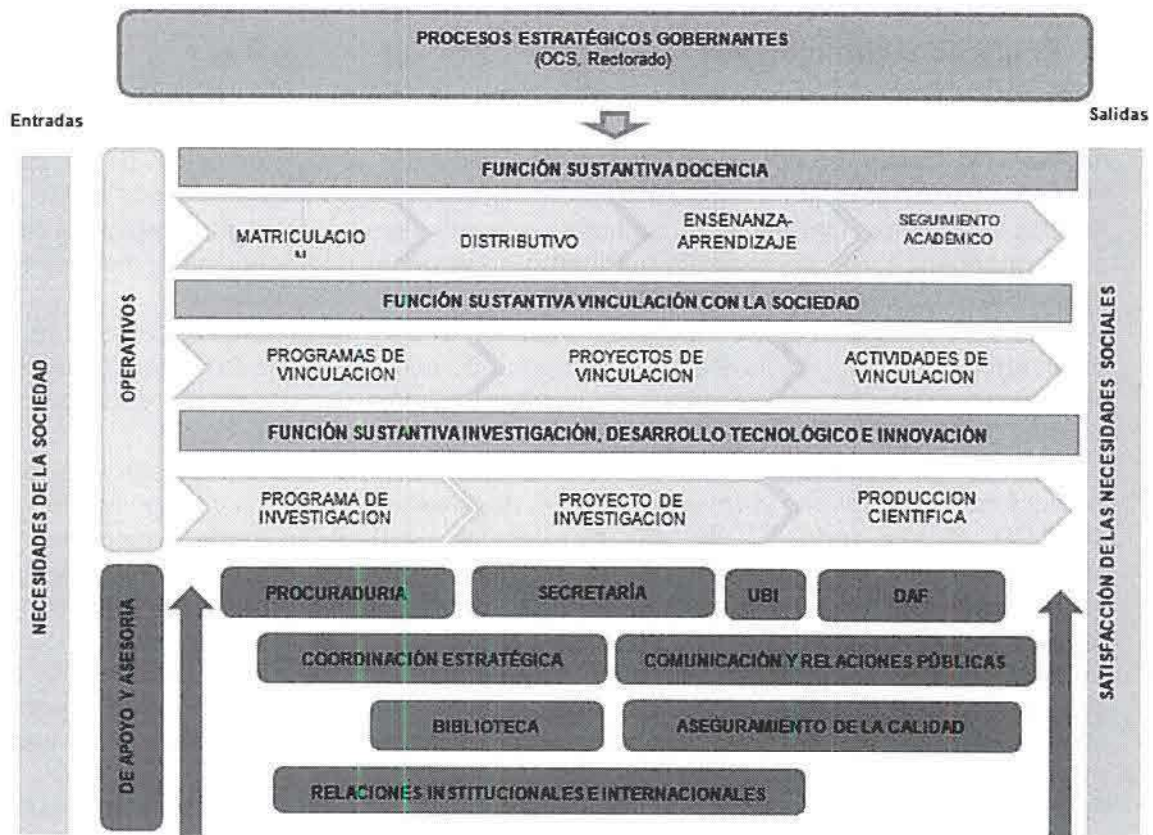 PROCESOS ESTRATÉGICOS GOBERNANTES
(OCS, Rectorado)
Entradas
Salidas
NECESIDADES DE LA SOCIEDAD
OPERATIVOS
FUNCIÓN SUSTANTIVA DOCENCIA
MATRICULACIO
N
DISTRIBUTIVO
ENSENANZA-
APRENDIZAJE
SEGUIMIENTO
ACADÉMICO
FUNCIÓN SUSTANTIVA VINCULACIÓN CON LA SOCIEDAD
PROGRAMAS DE
VINCULACION
PROYECTOS DE
VINCULACION
ACTIVIDADES DE
VINCULACION
FUNCIÓN SUSTANTIVA INVESTIGACIÓN, DESARROLLO TECNOLÓGICO E INNOVACIÓN
PROGRAMA DE
INVESTIGACION
PROYECTO DE
INVESTIGACION
PRODUCCION
CIENTIFICA
DE APOYO Y ASESORIA
PROCURADURIA
SECRETARÍA
UBI
DAF
COORDINACIÓN ESTRATÉGICA
COMUNICACIÓN Y RELACIONES PÚBLICAS
BIBLIOTECA
ASEGURAMIENTO DE LA CALIDAD
RELACIONES INSTITUCIONALES E INTERNACIONALES
SATISFACCIÓN DE LAS NECESIDADES SOCIALES